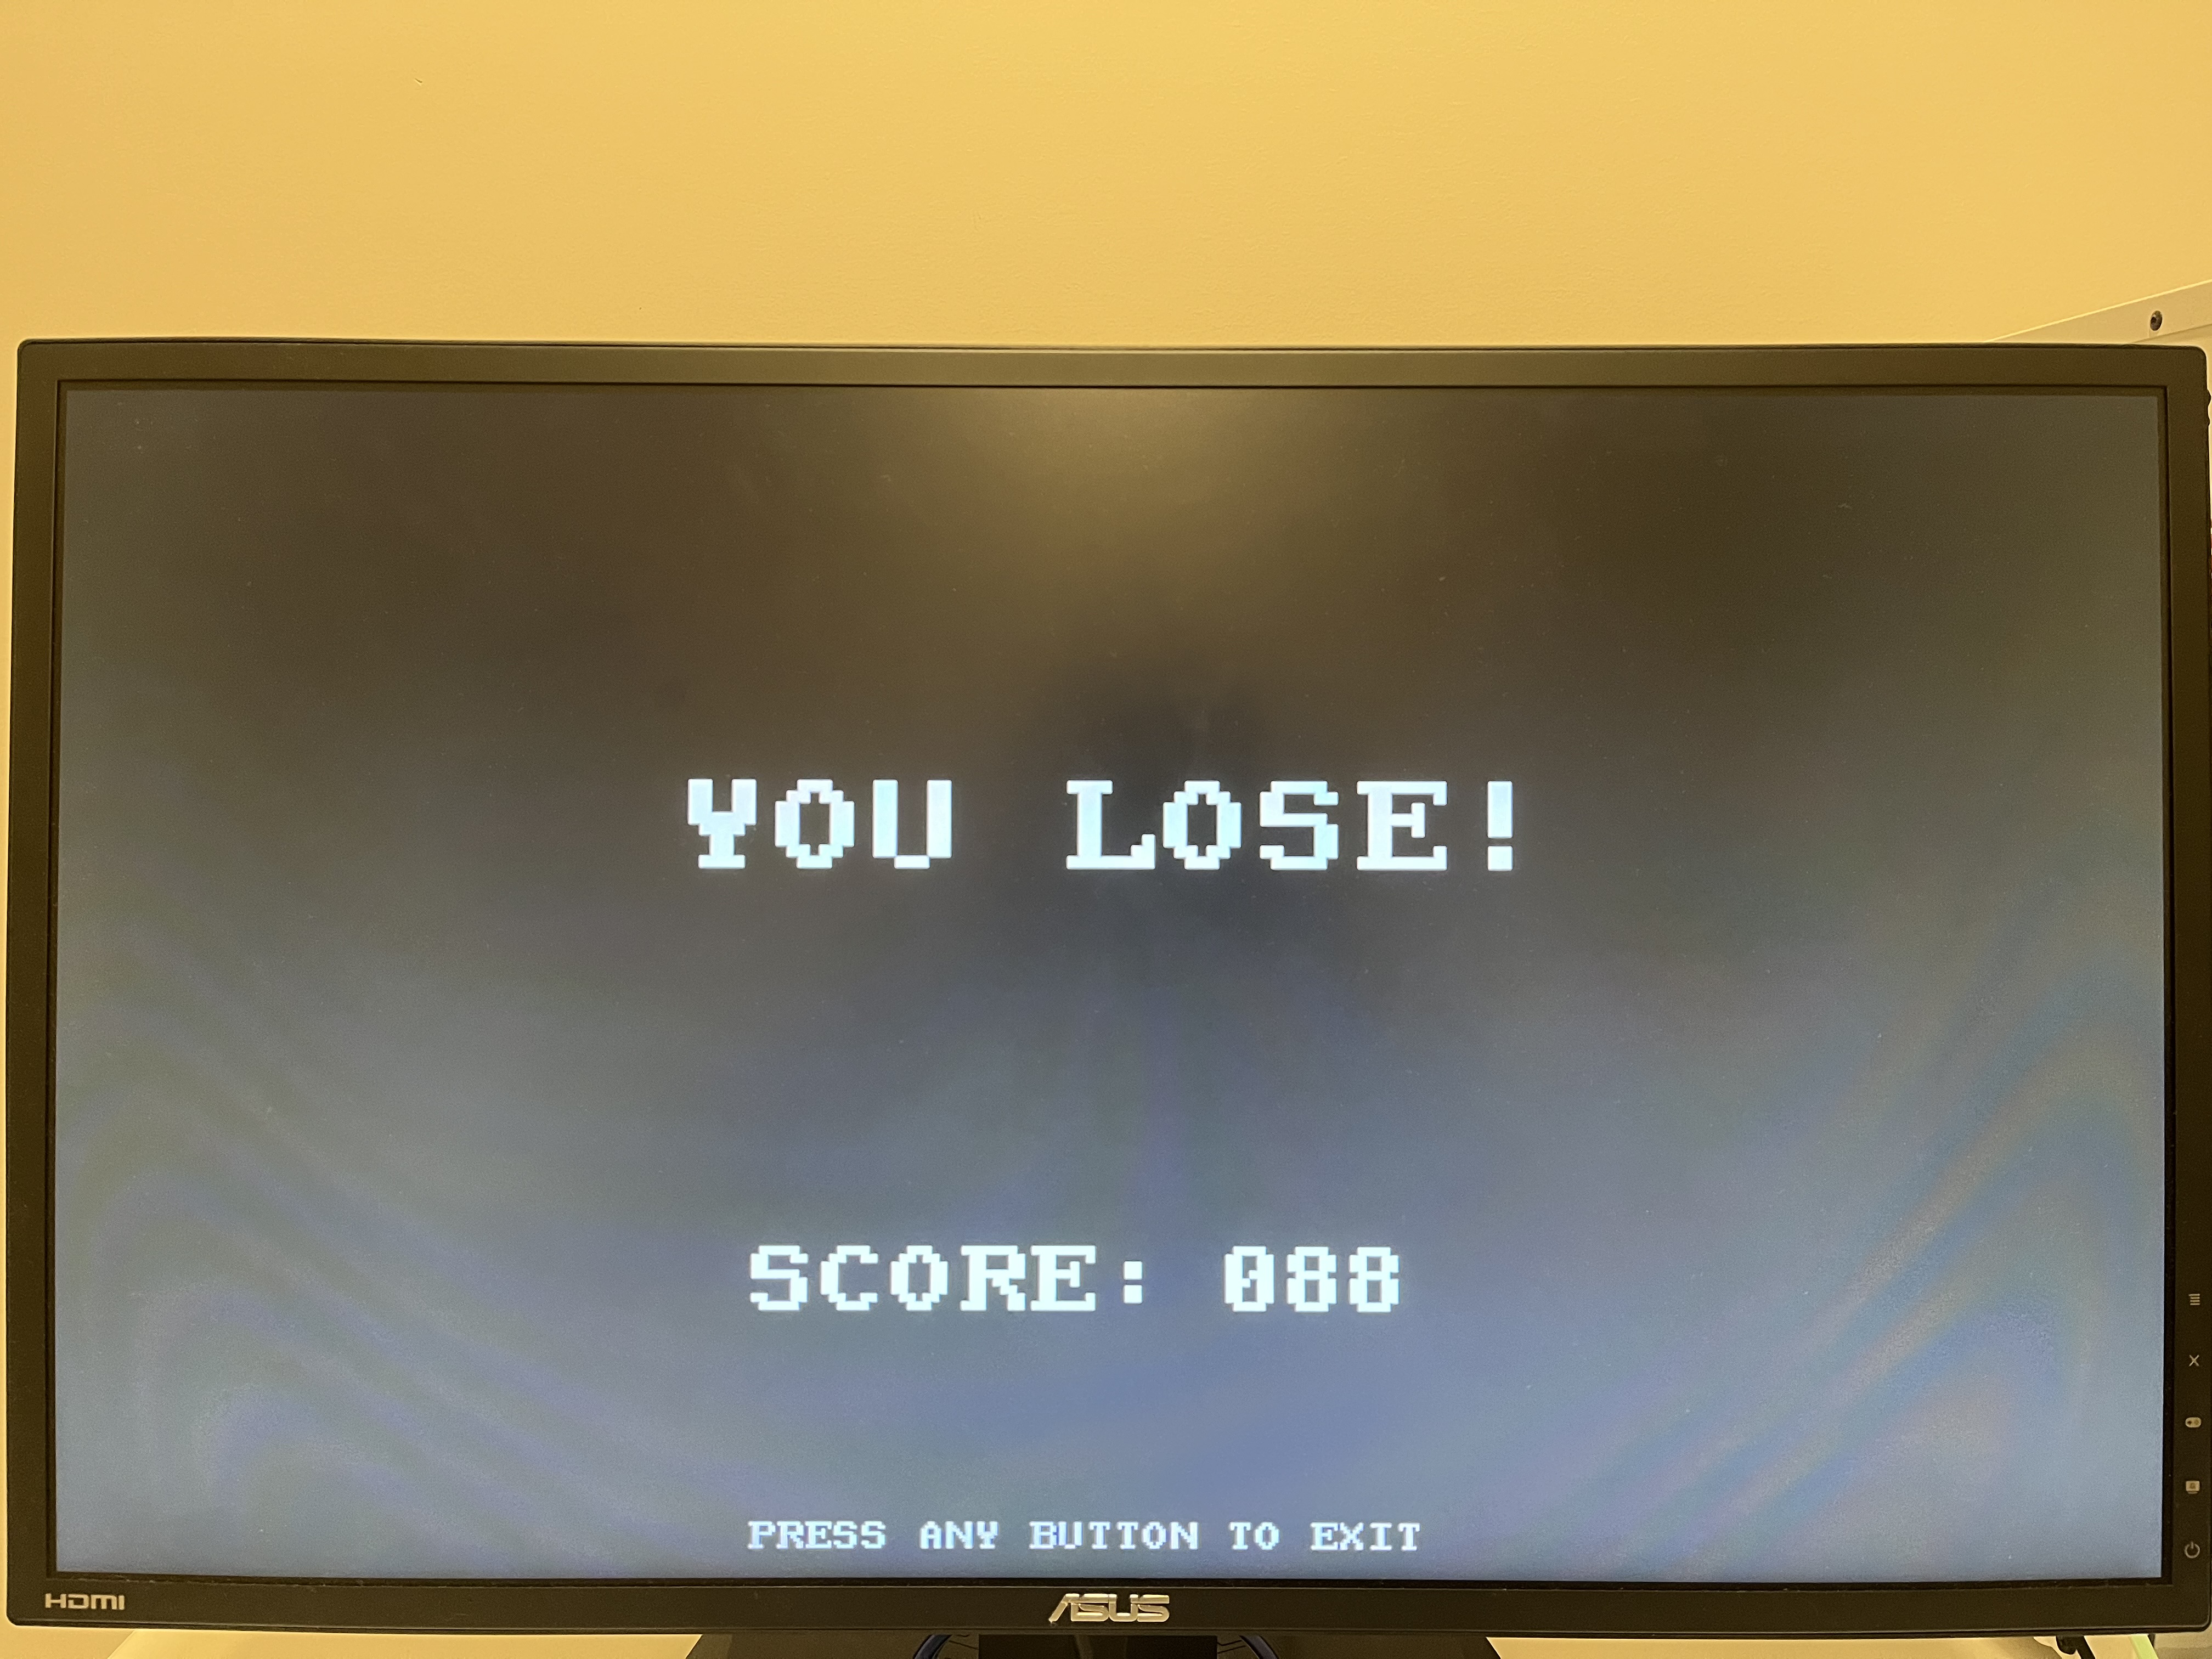 YOU LOSE!
SCORE: 088
PRESS ANY BUTTON TO EXIT
HDMI
ASUS